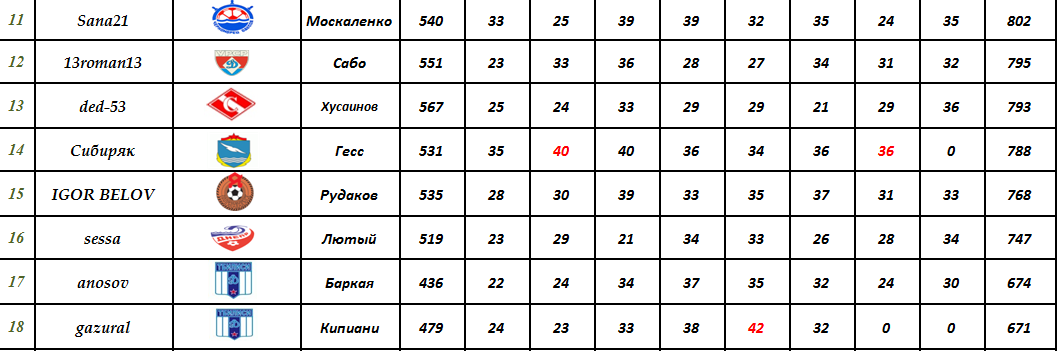 11 Sana21 Москаленко 540 33 25 39 39 32 35 24 35 802
12 13roman13 Сабо 551 23 33 36 28 27 34 31 32 795
13 ded-53 Хусаинов 567 25 24 33 29 29 21 29 36 793
14 Сибиряк Гесс 531 35 40 40 36 34 36 36 0 788
15 IGOR BELOV Рудаков 535 28 30 39 33 35 37 31 33 768
16 sessa ДНЕПР Лютый 519 23 29 21 34 33 26 28 34 747
17 anosov Баркая 436 22 24 34 37 35 32 24 30 674
18 gazural Кипиани 479 24 23 33 38 42 32 0 0 671